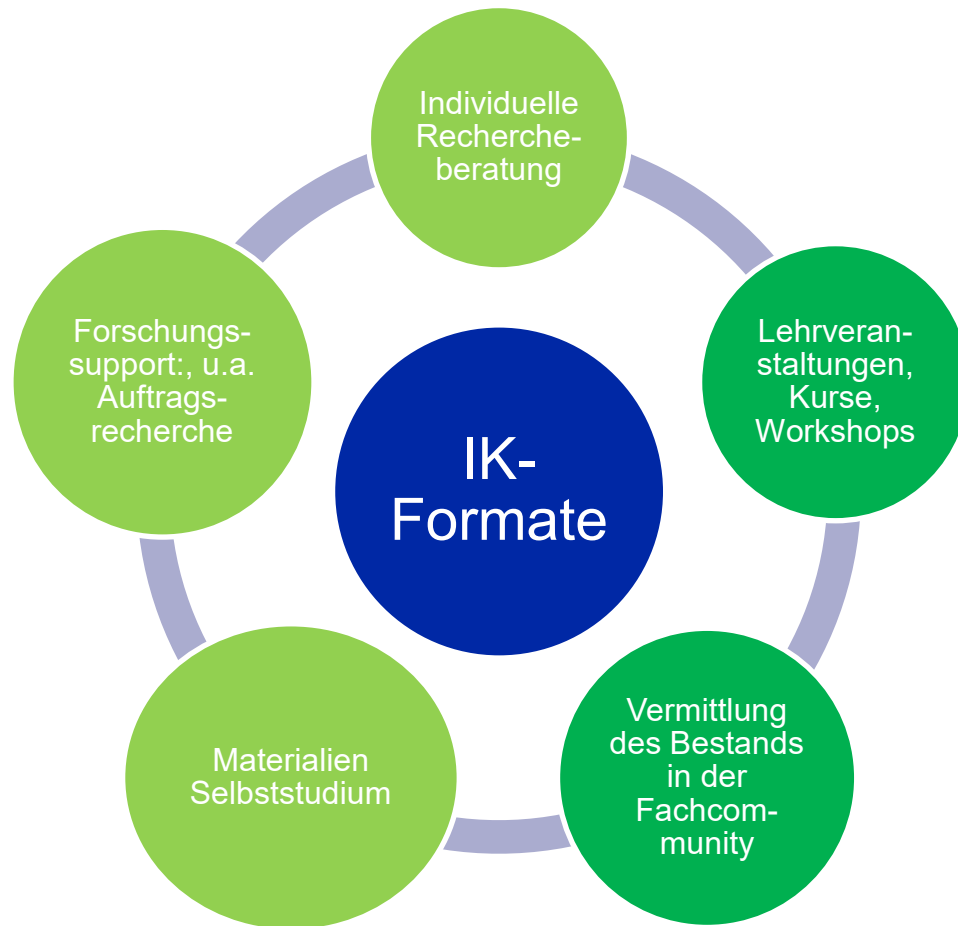 Individuelle
Recherche-
beratung
Lehrveran-
staltungen,
Kurse,
Workshops
Vermittlung
des Bestands
in der
Fachcom-
munity
Materialien
Selbststudium
Forschungs-
support:, u.a.
Auftrags-
recherche
IK-
Formate